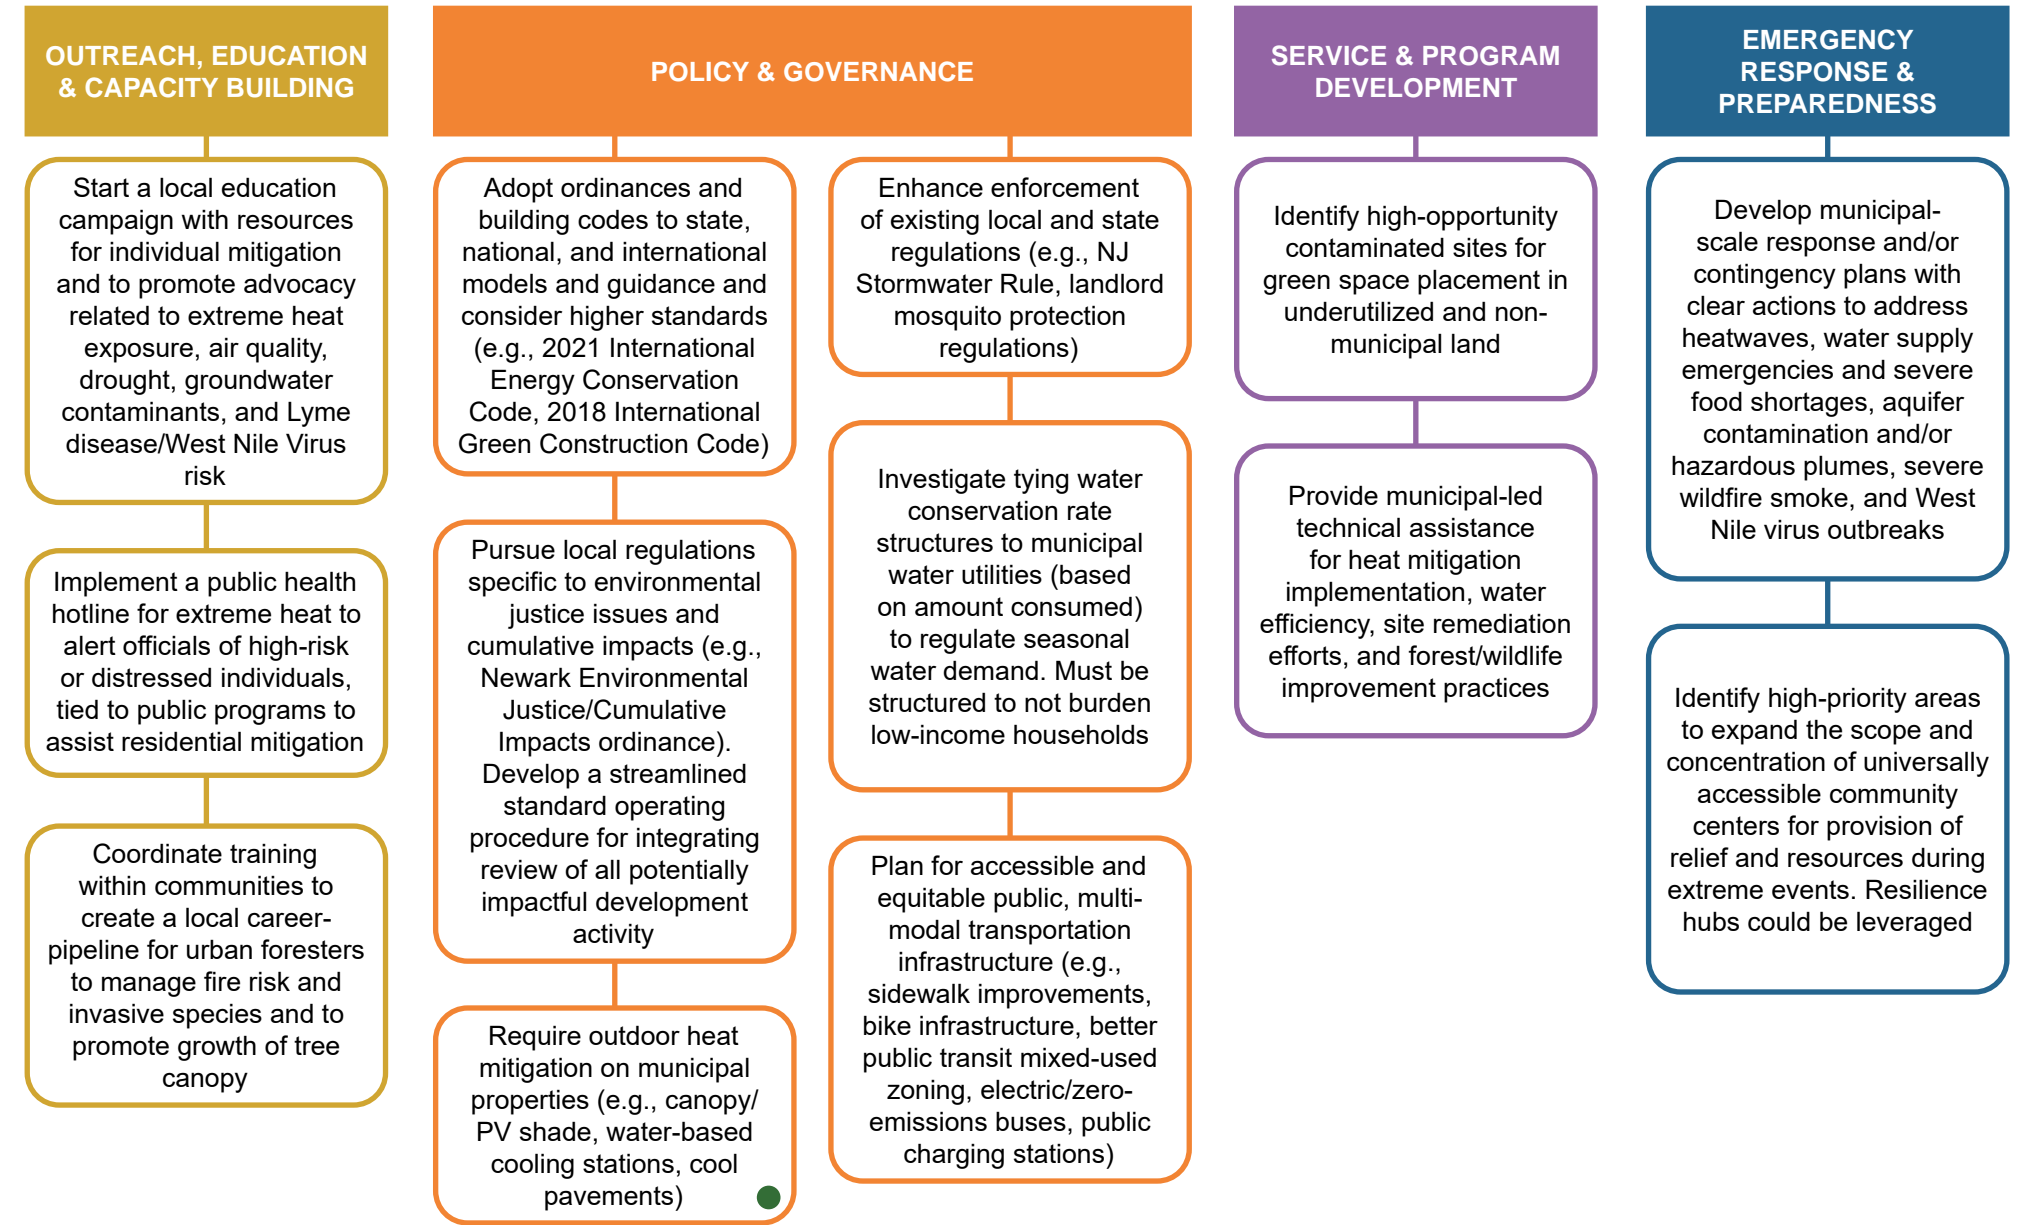 OUTREACH, EDUCATION
& CAPACITY BUILDING
Start a local education
campaign with resources
for individual mitigation
and to promote advocacy
related to extreme heat
exposure, air quality,
drought, groundwater
contaminants, and Lyme
disease/West Nile Virus
risk
Implement a public health
hotline for extreme heat to
alert officials of high-risk
or distressed individuals,
tied to public programs to
assist residential mitigation
Coordinate training
within communities to
create a local career-
pipeline for urban foresters
to manage fire risk and
invasive species and to
promote growth of tree
canopy
POLICY & GOVERNANCE
Adopt ordinances and
building codes to state,
national, and international
models and guidance and
consider higher standards
(e.g., 2021 International
Energy Conservation
Code, 2018 International
Green Construction Code)
Pursue local regulations
specific to environmental
justice issues and
cumulative impacts (e.g.,
Newark Environmental
Justice/Cumulative
Impacts ordinance).
Develop a streamlined
standard operating
procedure for integrating
review of all potentially
impactful development
activity
Require outdoor heat
mitigation on municipal
properties (e.g., canopy/
PV shade, water-based
cooling stations, cool
pavements)
Enhance enforcement
of existing local and state
regulations (e.g., NJ
Stormwater Rule, landlord
mosquito protection
regulations)
Investigate tying water
conservation rate
structures to municipal
water utilities (based
on amount consumed)
to regulate seasonal
water demand. Must be
structured to not burden
low-income households
Plan for accessible and
equitable public, multi-
modal transportation
infrastructure (e.g.,
sidewalk improvements,
bike infrastructure, better
public transit mixed-used
zoning, electric/zero-
emissions buses, public
charging stations)
SERVICE & PROGRAM
DEVELOPMENT
Identify high-opportunity
contaminated sites for
green space placement in
underutilized and non-
municipal land
Provide municipal-led
technical assistance
for heat mitigation
implementation, water
efficiency, site remediation
efforts, and forest/wildlife
improvement practices
EMERGENCY
RESPONSE &
PREPAREDNESS
Develop municipal-
scale response and/or
contingency plans with
clear actions to address
heatwaves, water supply
emergencies and severe
food shortages, aquifer
contamination and/or
hazardous plumes, severe
wildfire smoke, and West
Nile virus outbreaks
Identify high-priority areas
to expand the scope and
concentration of universally
accessible community
centers for provision of
relief and resources during
extreme events. Resilience
hubs could be leveraged